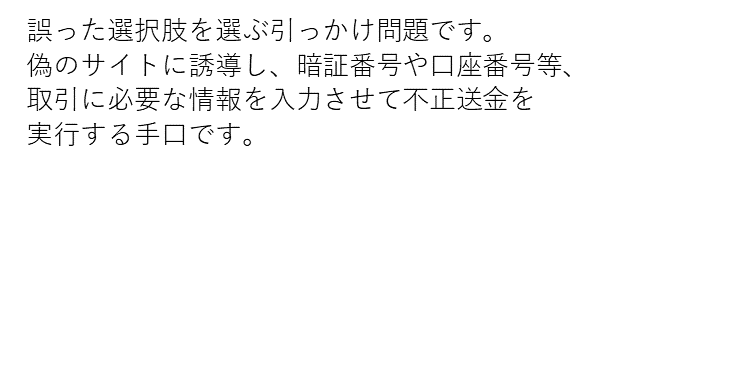 誤った選択肢を選ぶ引っかけ問題です。
偽のサイトに誘導し、暗証番号や口座番号等、
取引に必要な情報を入力させて不正送金を
実行する手口です。